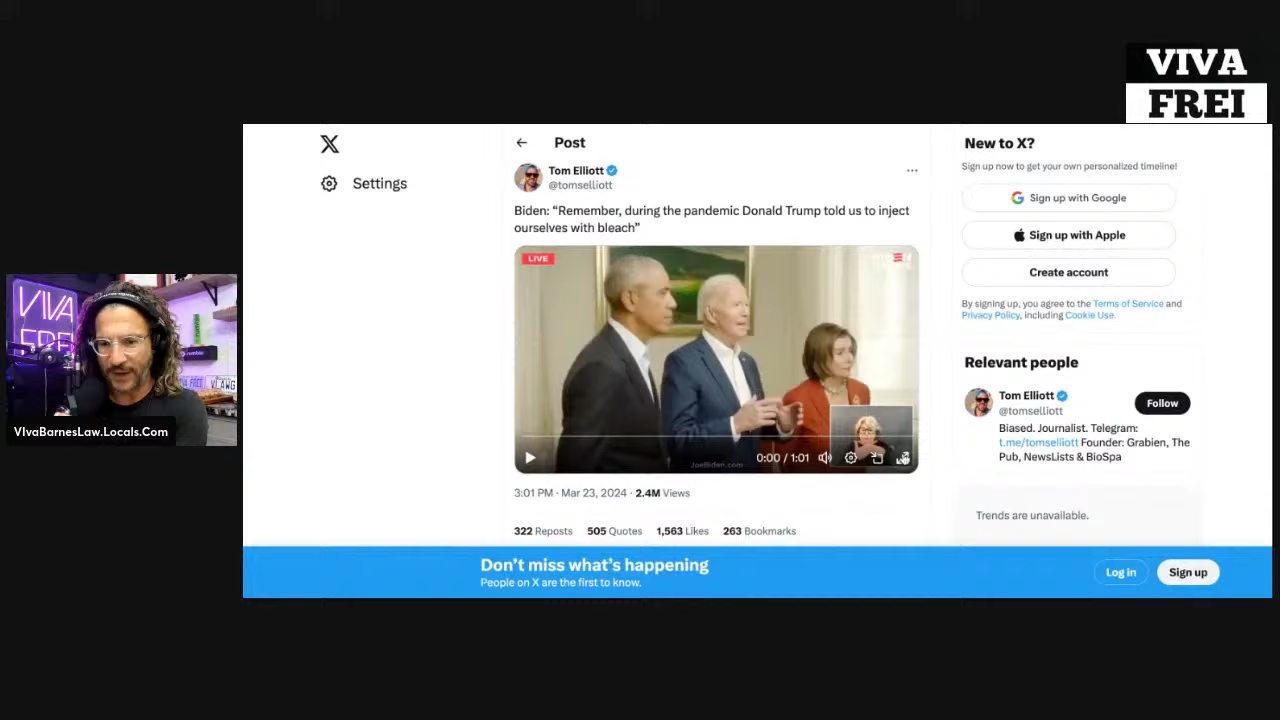 VIVA
FREI
X
Settings
Post
Tom Elliott
@tomselliott
Biden: “Remember, during the pandemic Donald Trump told us to inject
ourselves with bleach”
LIVE
JoeBiden.com
0:00 / 1:01
3:01 PM · Mar 23, 2024 · 2.4M Views
322 Reposts 505 Quotes 1,563 Likes 263 Bookmarks
New to X?
Sign up now to get your own personalized timeline!
Sign up with Google
Sign up with Apple
Create account
By signing up, you agree to the Terms of Service and
Privacy Policy, including Cookie Use.
Relevant people
Tom Elliott
@tomselliott
Follow
Biased. Journalist. Telegram:
t.me/tomselliott Founder: Grabien, The
Pub, NewsLists & BioSpa
Trends are unavailable.
Don’t miss what’s happening
People on X are the first to know.
Log in
Sign up
VIVA
FREI
VivaBarnesLaw.Locals.Com